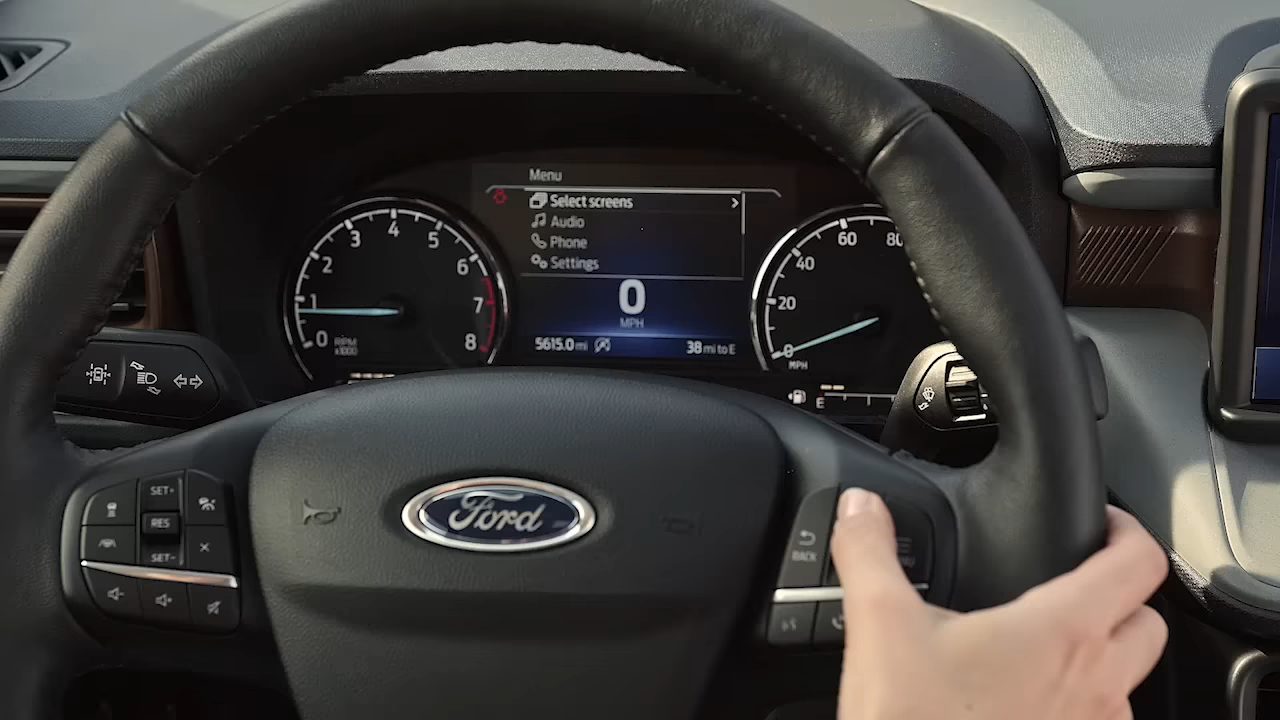 Menu
Select screens
Audio
Phone
Settings
0
MPH
5615.0 mi
38 mi to E
0
1
2
3
4
5
6
7
8
RPM
x1000
0
20
40
60
80
MPH
E
SET+
RES
SET-
Ford
BACK